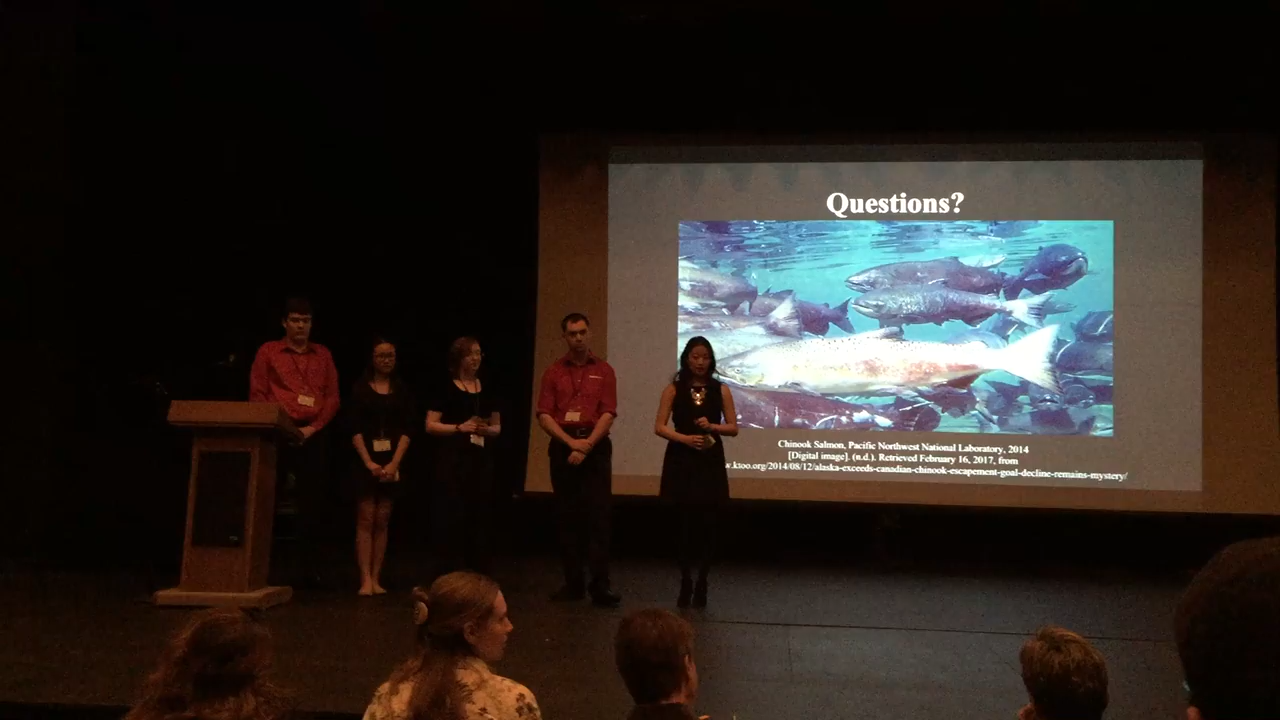 Questions?
Chinook Salmon, Pacific Northwest National Laboratory, 2014
[Digital image]. (n.d.). Retrieved February 16, 2017, from
.ktoo.org/2014/08/12/alaska-exceeds-canadian-chinook-escapement-goal-decline-remains-mystery/